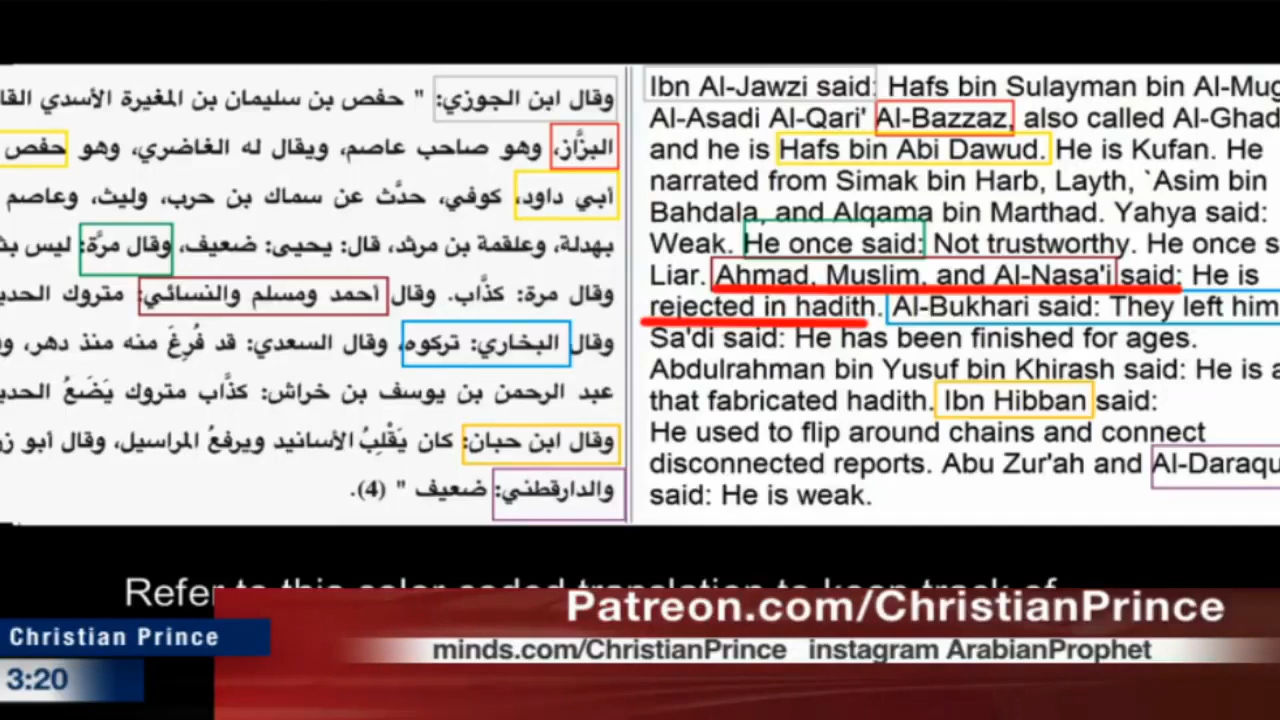 وقال ابن الجوزي: " حفص بن سليمان بن المغيرة الأسدي القا
البزَّاز، وهو صاحب عاصم، ويقال له الغاضري، وهو حفص
أبي داود، كوفي، حدَّث عن سماك بن حرب، وليث، وعاصم
بهدلة، وعلقمة بن مرثد، قال: يحيى: ضعيف، وقال مرَّة: ليس بث
وقال مرة: كذَّاب. وقال أحمد ومسلم والنسائي: متروك الحدي
وقال البخاري: تركوه، وقال السعدي: قد فُرِغَ منه منذ دهر، و
عبد الرحمن بن يوسف بن خراش: كذَّاب متروك يَضَعُ الحدي
وقال ابن حبان: كان يَقْلِبُ الأسانيد ويرفعُ المراسيل، وقال أبو ز
والدارقطني: ضعيف " (4).
Ibn Al-Jawzi said: Hafs bin Sulayman bin Al-Mug
Al-Asadi Al-Qari' Al-Bazzaz, also called Al-Ghad
and he is Hafs bin Abi Dawud. He is Kufan. He
narrated from Simak bin Harb, Layth, `Asim bin
Bahdala, and Alqama bin Marthad. Yahya said:
Weak. He once said: Not trustworthy. He once s
Liar. Ahmad, Muslim, and Al-Nasa'i said: He is
rejected in hadith. Al-Bukhari said: They left him
Sa'di said: He has been finished for ages.
Abdulrahman bin Yusuf bin Khirash said: He is a
that fabricated hadith. Ibn Hibban said:
He used to flip around chains and connect
disconnected reports. Abu Zur'ah and Al-Daraqu
said: He is weak.
Refer to this color coded translation to keep track of
Patreon.com/ChristianPrince
Christian Prince
minds.com/ChristianPrince instagram ArabianProphet
3:20